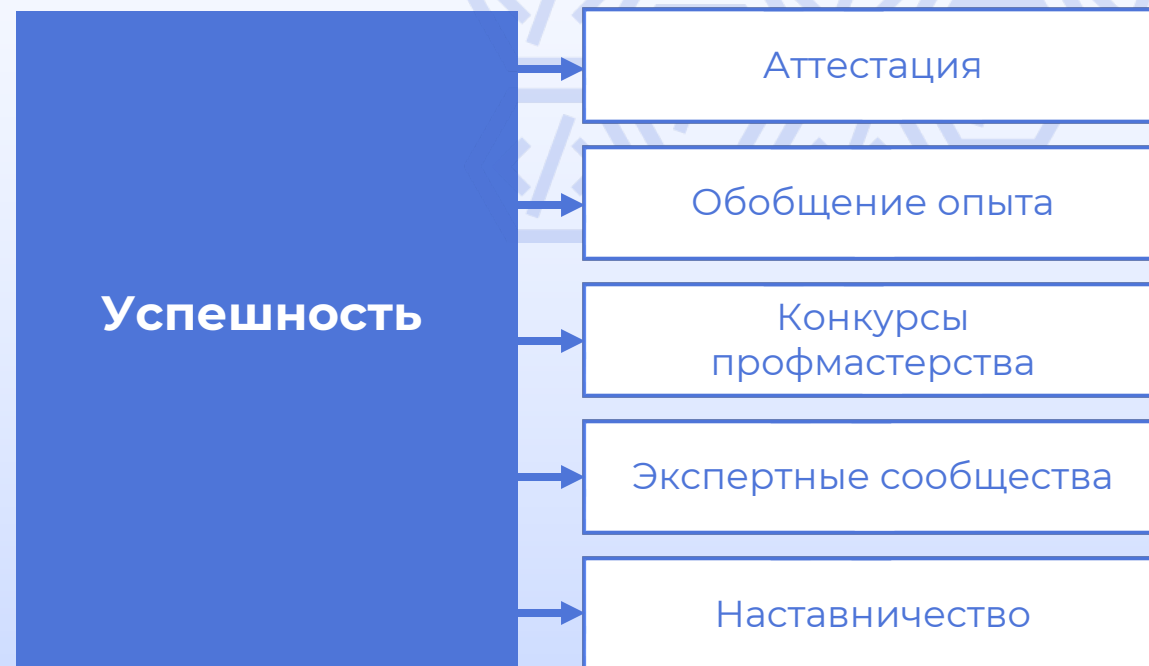 Успешность
Аттестация
Обобщение опыта
Конкурсы
профмастерства
Экспертные сообщества
Наставничество